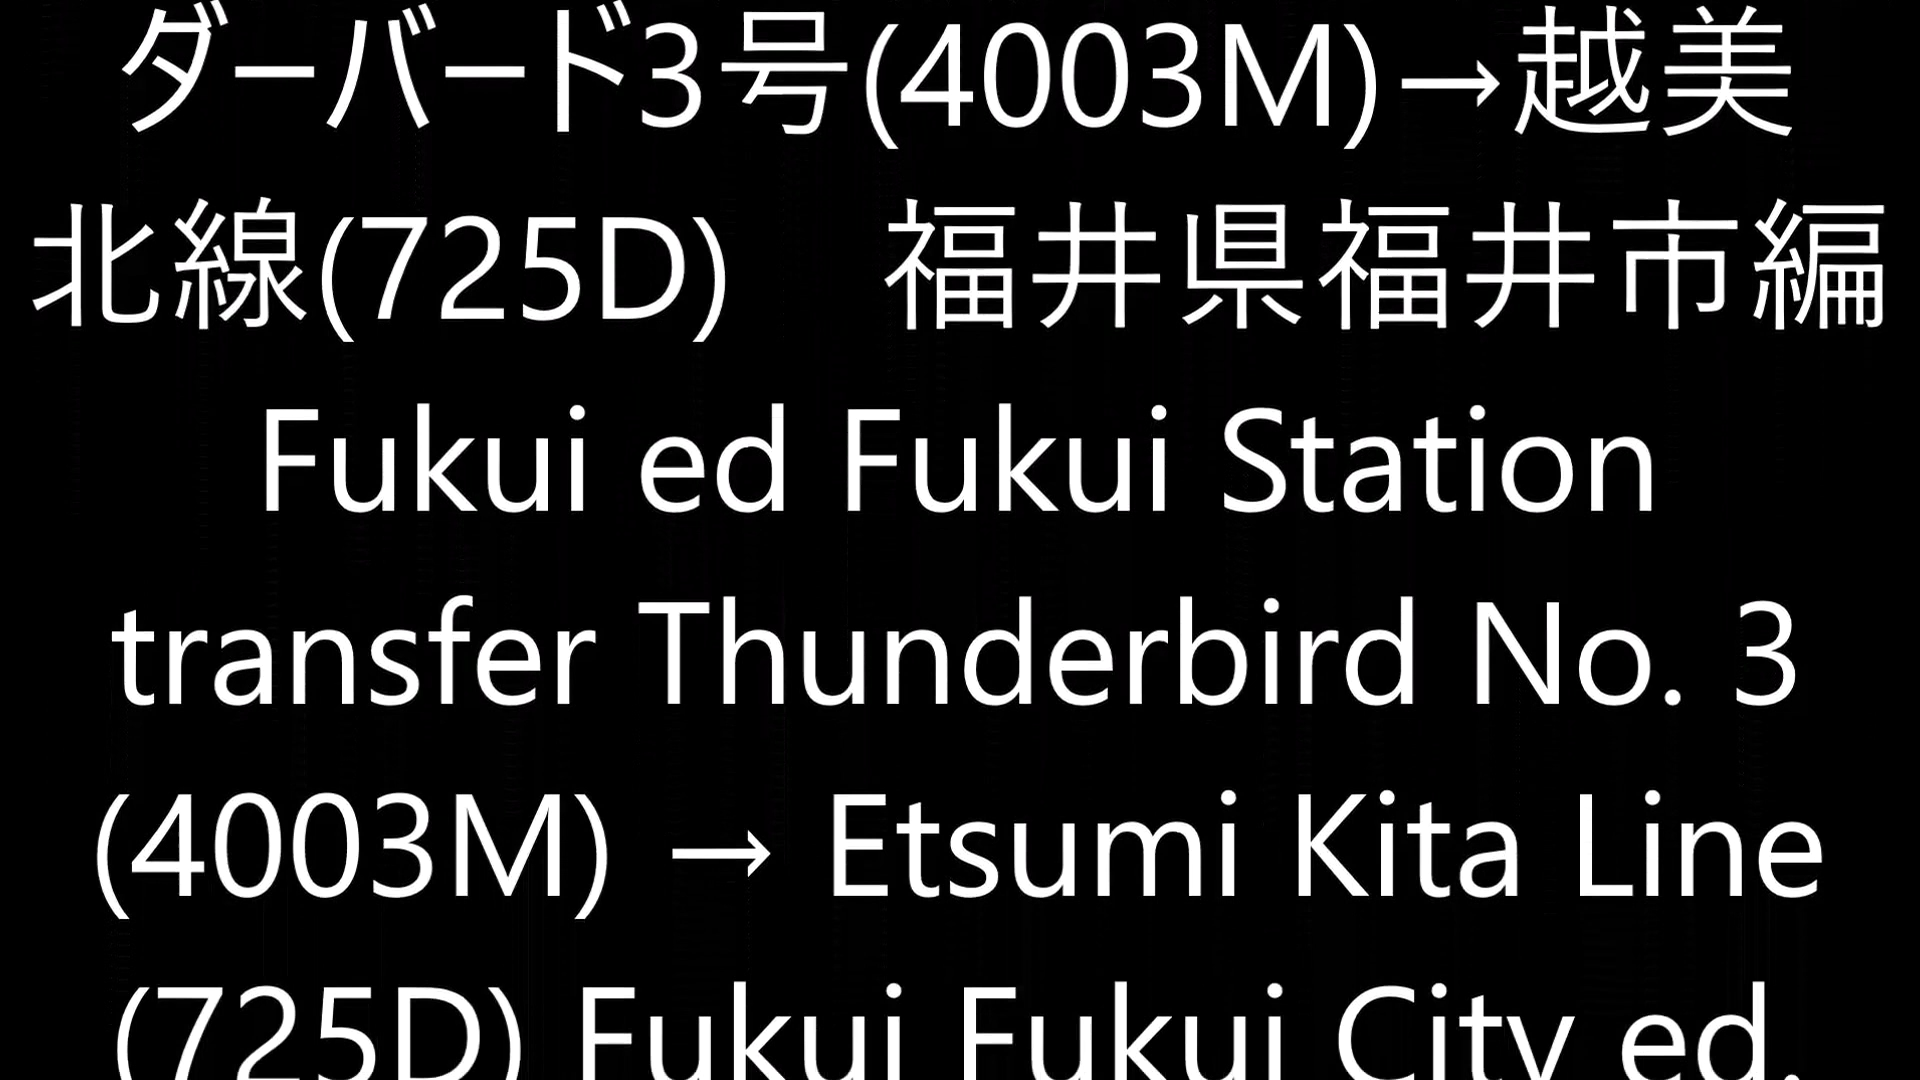 ダーバード3号(4003M)→越美
北線(725D)　福井県福井市編
Fukui ed Fukui Station
transfer Thunderbird No. 3
(4003M) → Etsumi Kita Line
(725D) Fukui Fukui City ed.